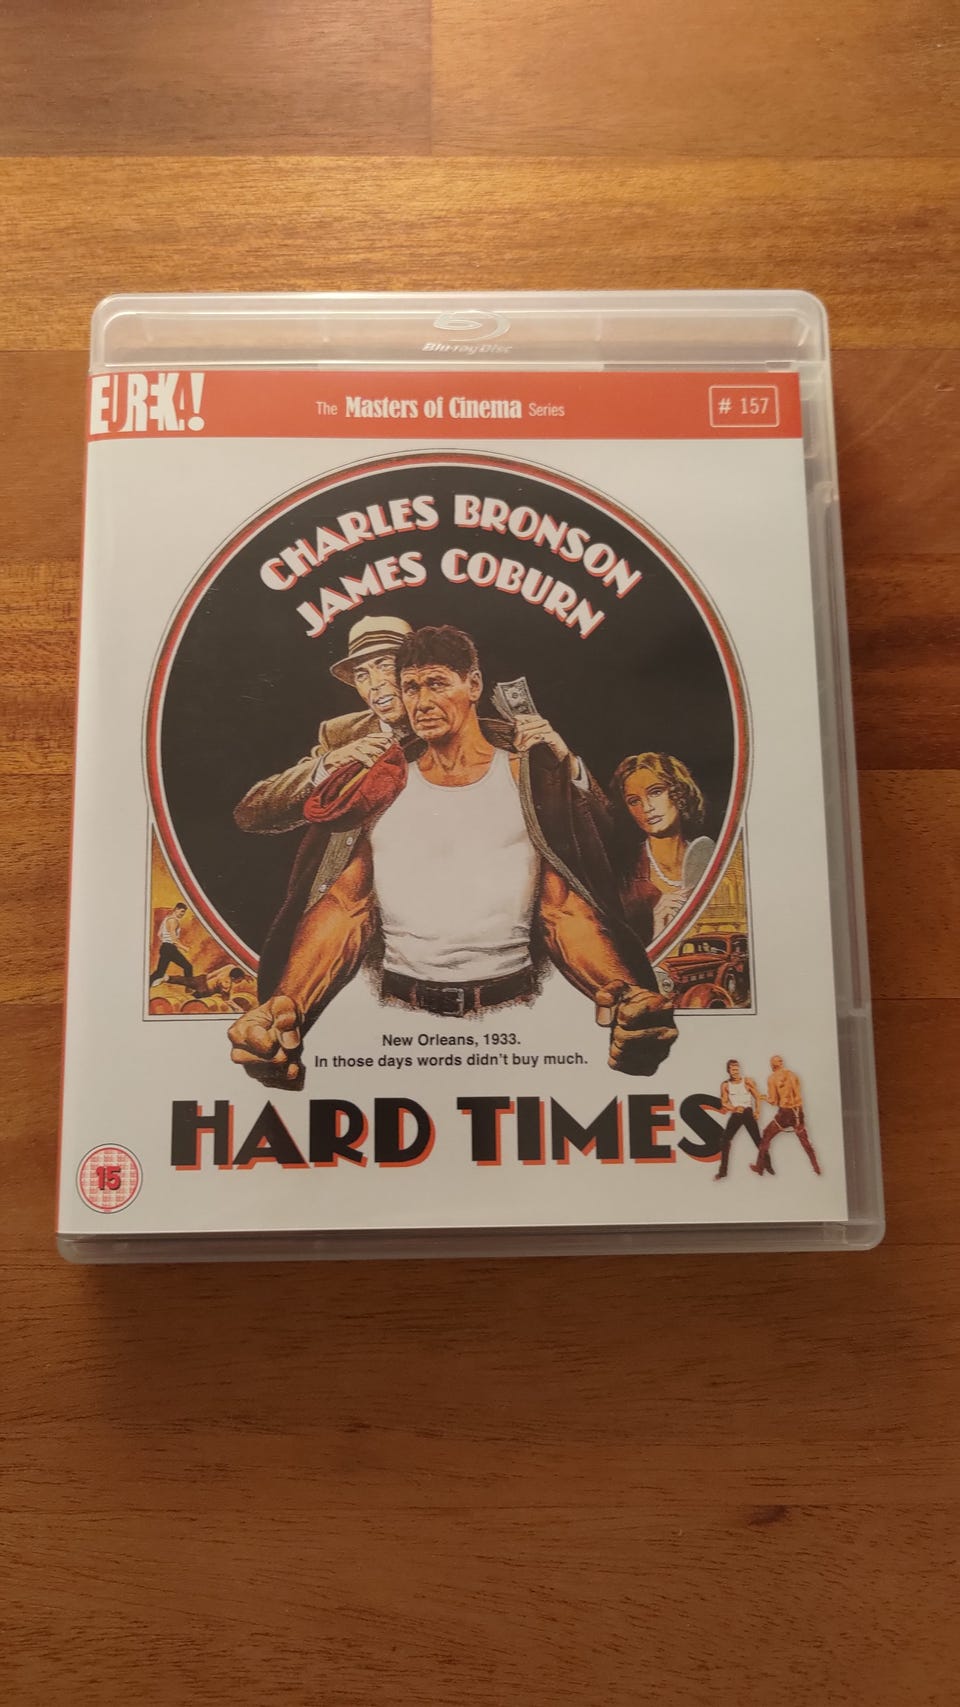 Blu-ray Disc
EUREKA!
The Masters of Cinema Series
# 157
CHARLES BRONSON
JAMES COBURN
New Orleans, 1933.
In those days words didn't buy much.
HARD TIMES
15